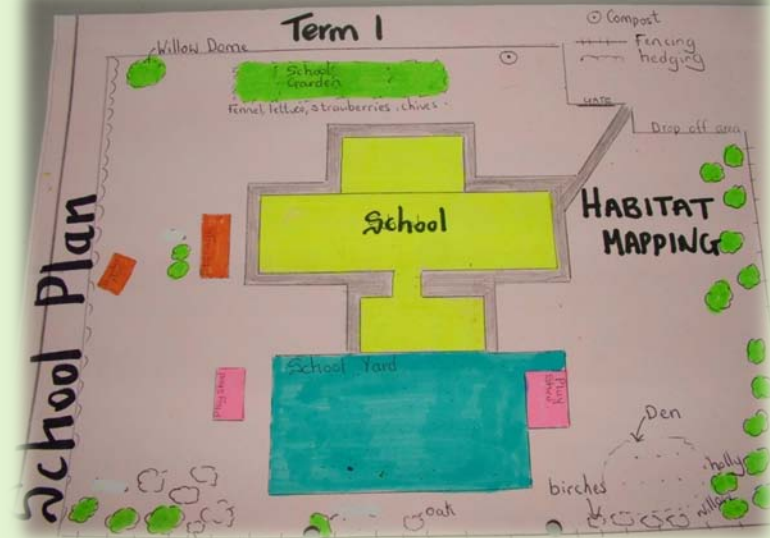 Term 1
Compost
Fencing
hedging
Willow Dome
School
Garden
Fennel, lettuce, strawberries, chives.
GATE
Drop off area
School Plan
School
HABITAT
MAPPING
School Yard
Den
holly
willow
birches
oak